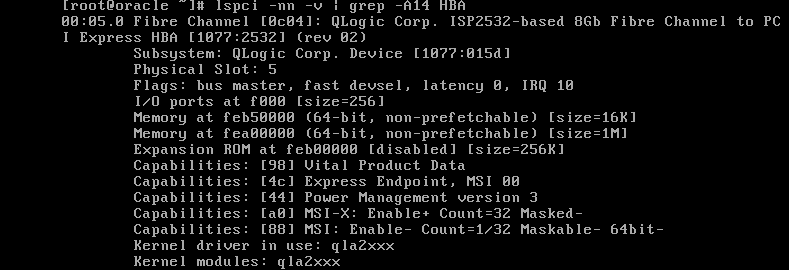 [root@oracle ~]# lspci -nn -v | grep -A14 HBA
00:05.0 Fibre Channel [0c04]: QLogic Corp. ISP2532-based 8Gb Fibre Channel to PC
I Express HBA [1077:2532] (rev 02)
Subsystem: QLogic Corp. Device [1077:015d]
Physical Slot: 5
Flags: bus master, fast devsel, latency 0, IRQ 10
I/O ports at f000 [size=256]
Memory at feb50000 (64-bit, non-prefetchable) [size=16K]
Memory at fea00000 (64-bit, non-prefetchable) [size=1M]
Expansion ROM at feb00000 [disabled] [size=256K]
Capabilities: [98] Vital Product Data
Capabilities: [4c] Express Endpoint, MSI 00
Capabilities: [44] Power Management version 3
Capabilities: [a0] MSI-X: Enable+ Count=32 Masked-
Capabilities: [88] MSI: Enable- Count=1/32 Maskable- 64bit-
Kernel driver in use: qla2xxx
Kernel modules: qla2xxx